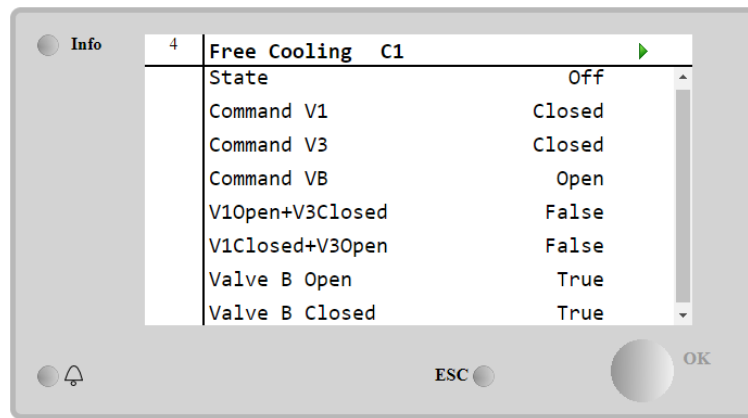 Info
4 Free Cooling C1
State Off
Command V1 Closed
Command V3 Closed
Command VB Open
V1Open+V3Closed False
V1Closed+V3Open False
Valve B Open True
Valve B Closed True
ESC
OK